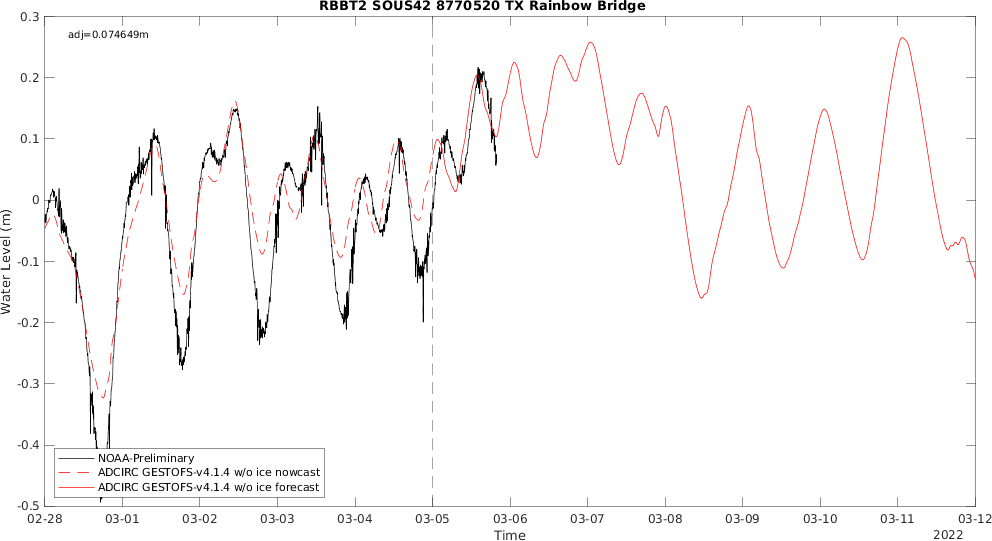 RBBT2 SOUS42 8770520 TX Rainbow Bridge
adj=0.074649m
0.3
0.2
0.1
0
-0.1
-0.2
-0.3
-0.4
-0.5
Water Level (m)
NOAA-Preliminary
ADCIRC GESTOFS-v4.1.4 w/o ice nowcast
ADCIRC GESTOFS-v4.1.4 w/o ice forecast
02-28 03-01 03-02 03-03 03-04 03-05 03-06 03-07 03-08 03-09 03-10 03-11 03-12
Time
2022